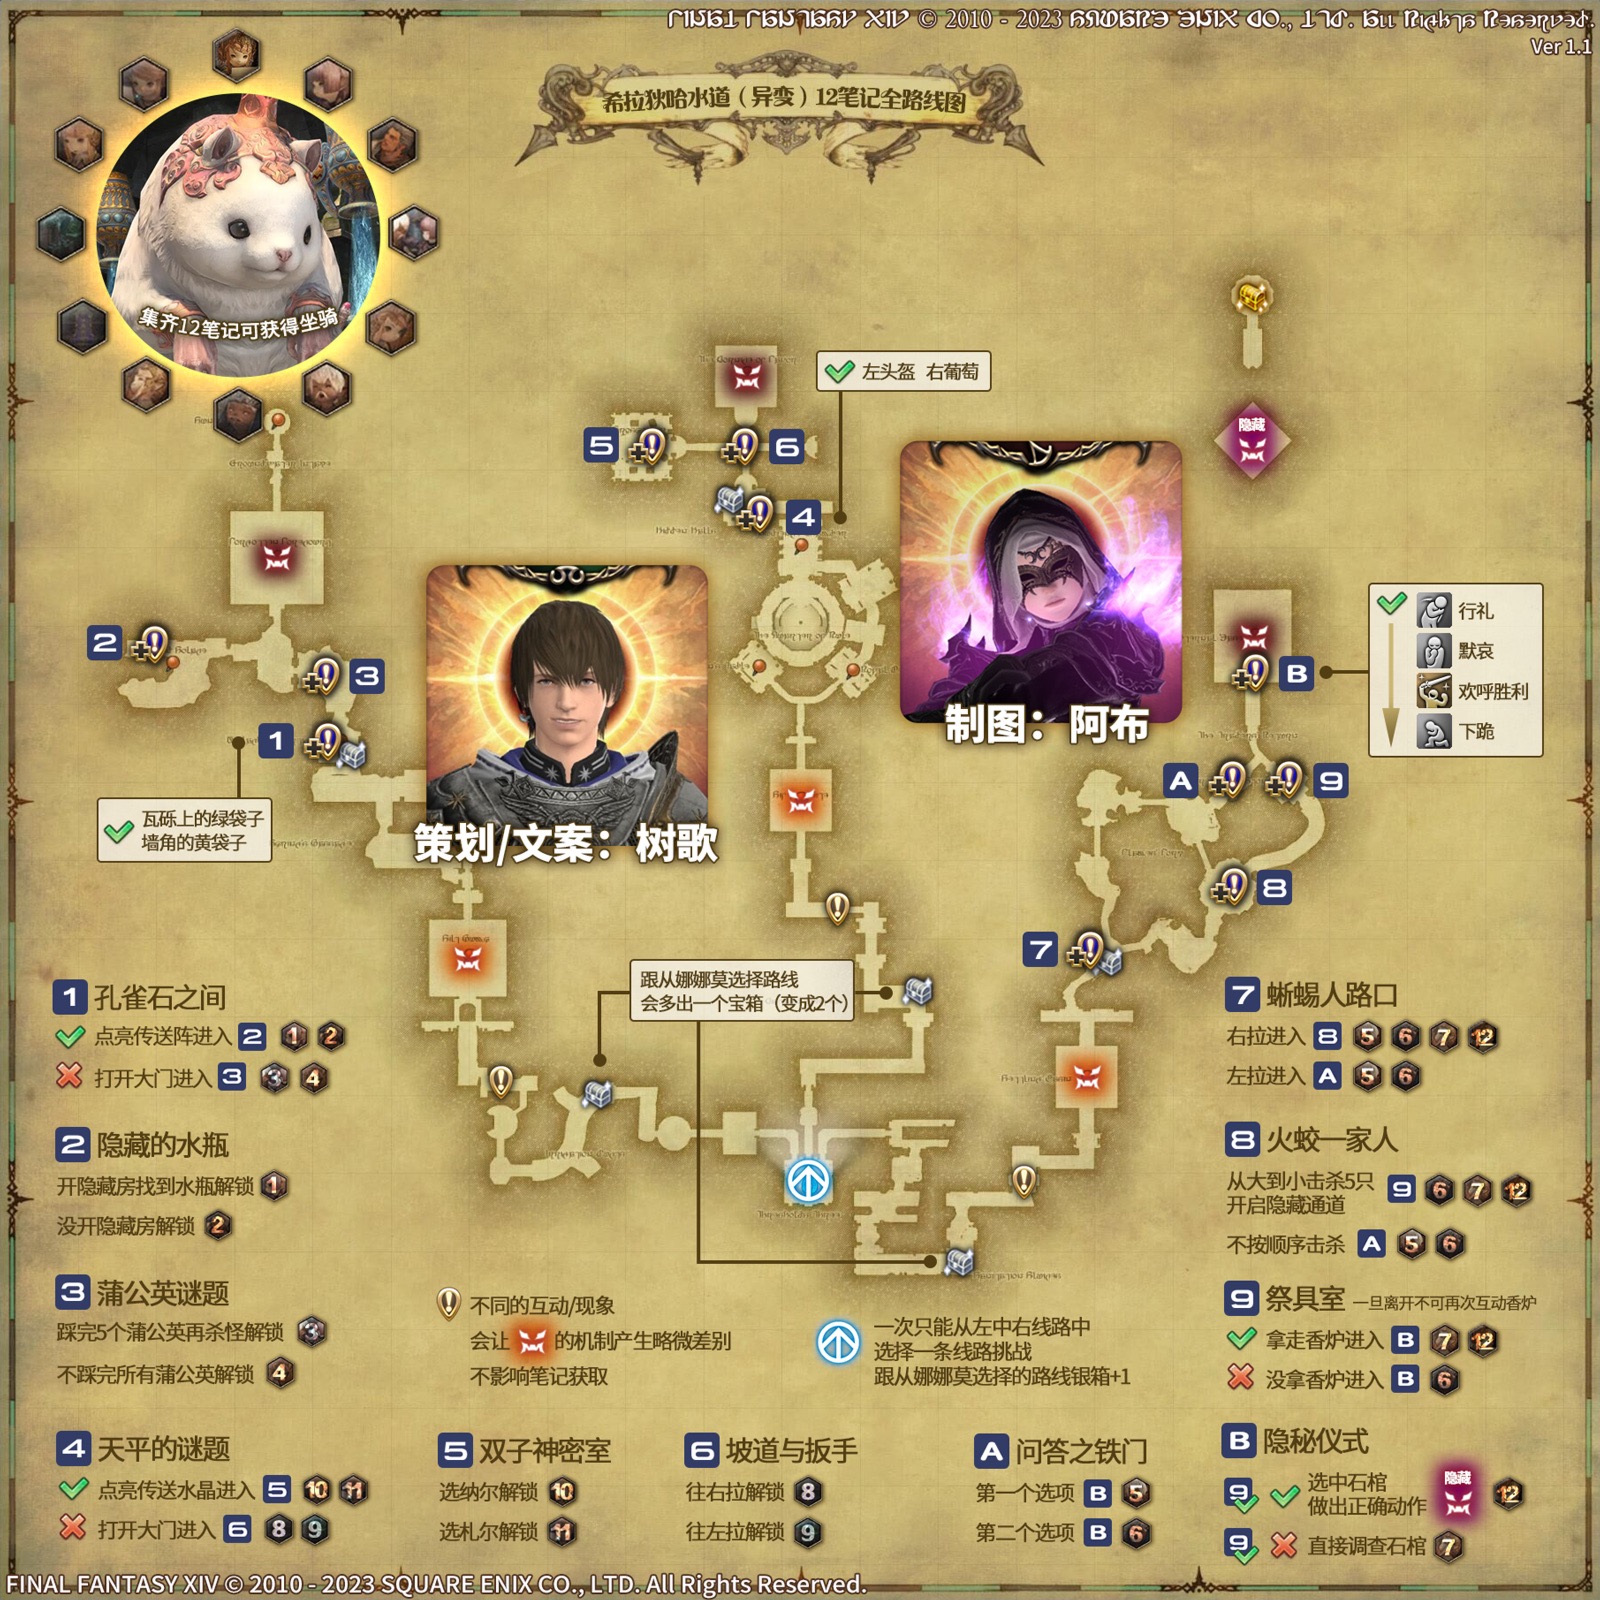 © 2010 - 2023
Ver 1.1
希拉狄哈水道（异变）12笔记全路线图
集齐12笔记可获得坐骑
左头盔 右葡萄
5
6
4
隐藏
2
3
1
B
行礼
默哀
欢呼胜利
下跪
制图：阿布
A
9
8
7
策划/文案：树歌
瓦砾上的绿袋子
墙角的黄袋子
跟从娜娜莫选择路线
会多出一个宝箱（变成2个）
1 孔雀石之间
点亮传送阵进入 2 1 2
打开大门进入 3 3 4
2 隐藏的水瓶
开隐藏房找到水瓶解锁 1
没开隐藏房解锁 2
3 蒲公英谜题
踩完5个蒲公英再杀怪解锁 3
不踩完所有蒲公英解锁 4
4 天平的谜题
点亮传送水晶进入 5 10 11
打开大门进入 6 8 9
不同的互动/现象
会让 的机制产生略微差别
不影响笔记获取
一次只能从左中右线路中
选择一条线路挑战
跟从娜娜莫选择的路线银箱+1
5 双子神密室
选纳尔解锁 10
选札尔解锁 11
6 坡道与扳手
往右拉解锁 8
往左拉解锁 9
A 问答之铁门
第一个选项 B 5
第二个选项 B 6
7 蜥蜴人路口
右拉进入 8 5 6 7 12
左拉进入 A 5 6
8 火蛟一家人
从大到小击杀5只
开启隐藏通道 9 6 7 12
不按顺序击杀 A 5 6
9 祭具室 一旦离开不可再次互动香炉
拿走香炉进入 B 7 12
没拿香炉进入 B 6
B 隐秘仪式
9 选中石棺
做出正确动作 隐藏 12
9 直接调查石棺 7
FINAL FANTASY XIV © 2010 - 2023 SQUARE ENIX CO., LTD. All Rights Reserved.